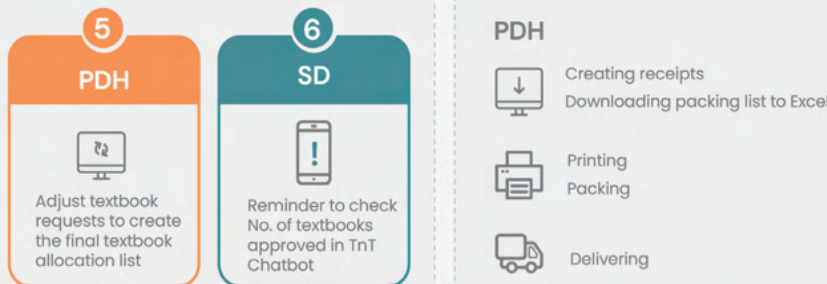 5
PDH
Adjust textbook
requests to create
the final textbook
allocation list
6
SD
!
Reminder to check
No. of textbooks
approved in TnT
Chatbot
PDH
Creating receipts
Downloading packing list to Excel
Printing
Packing
Delivering